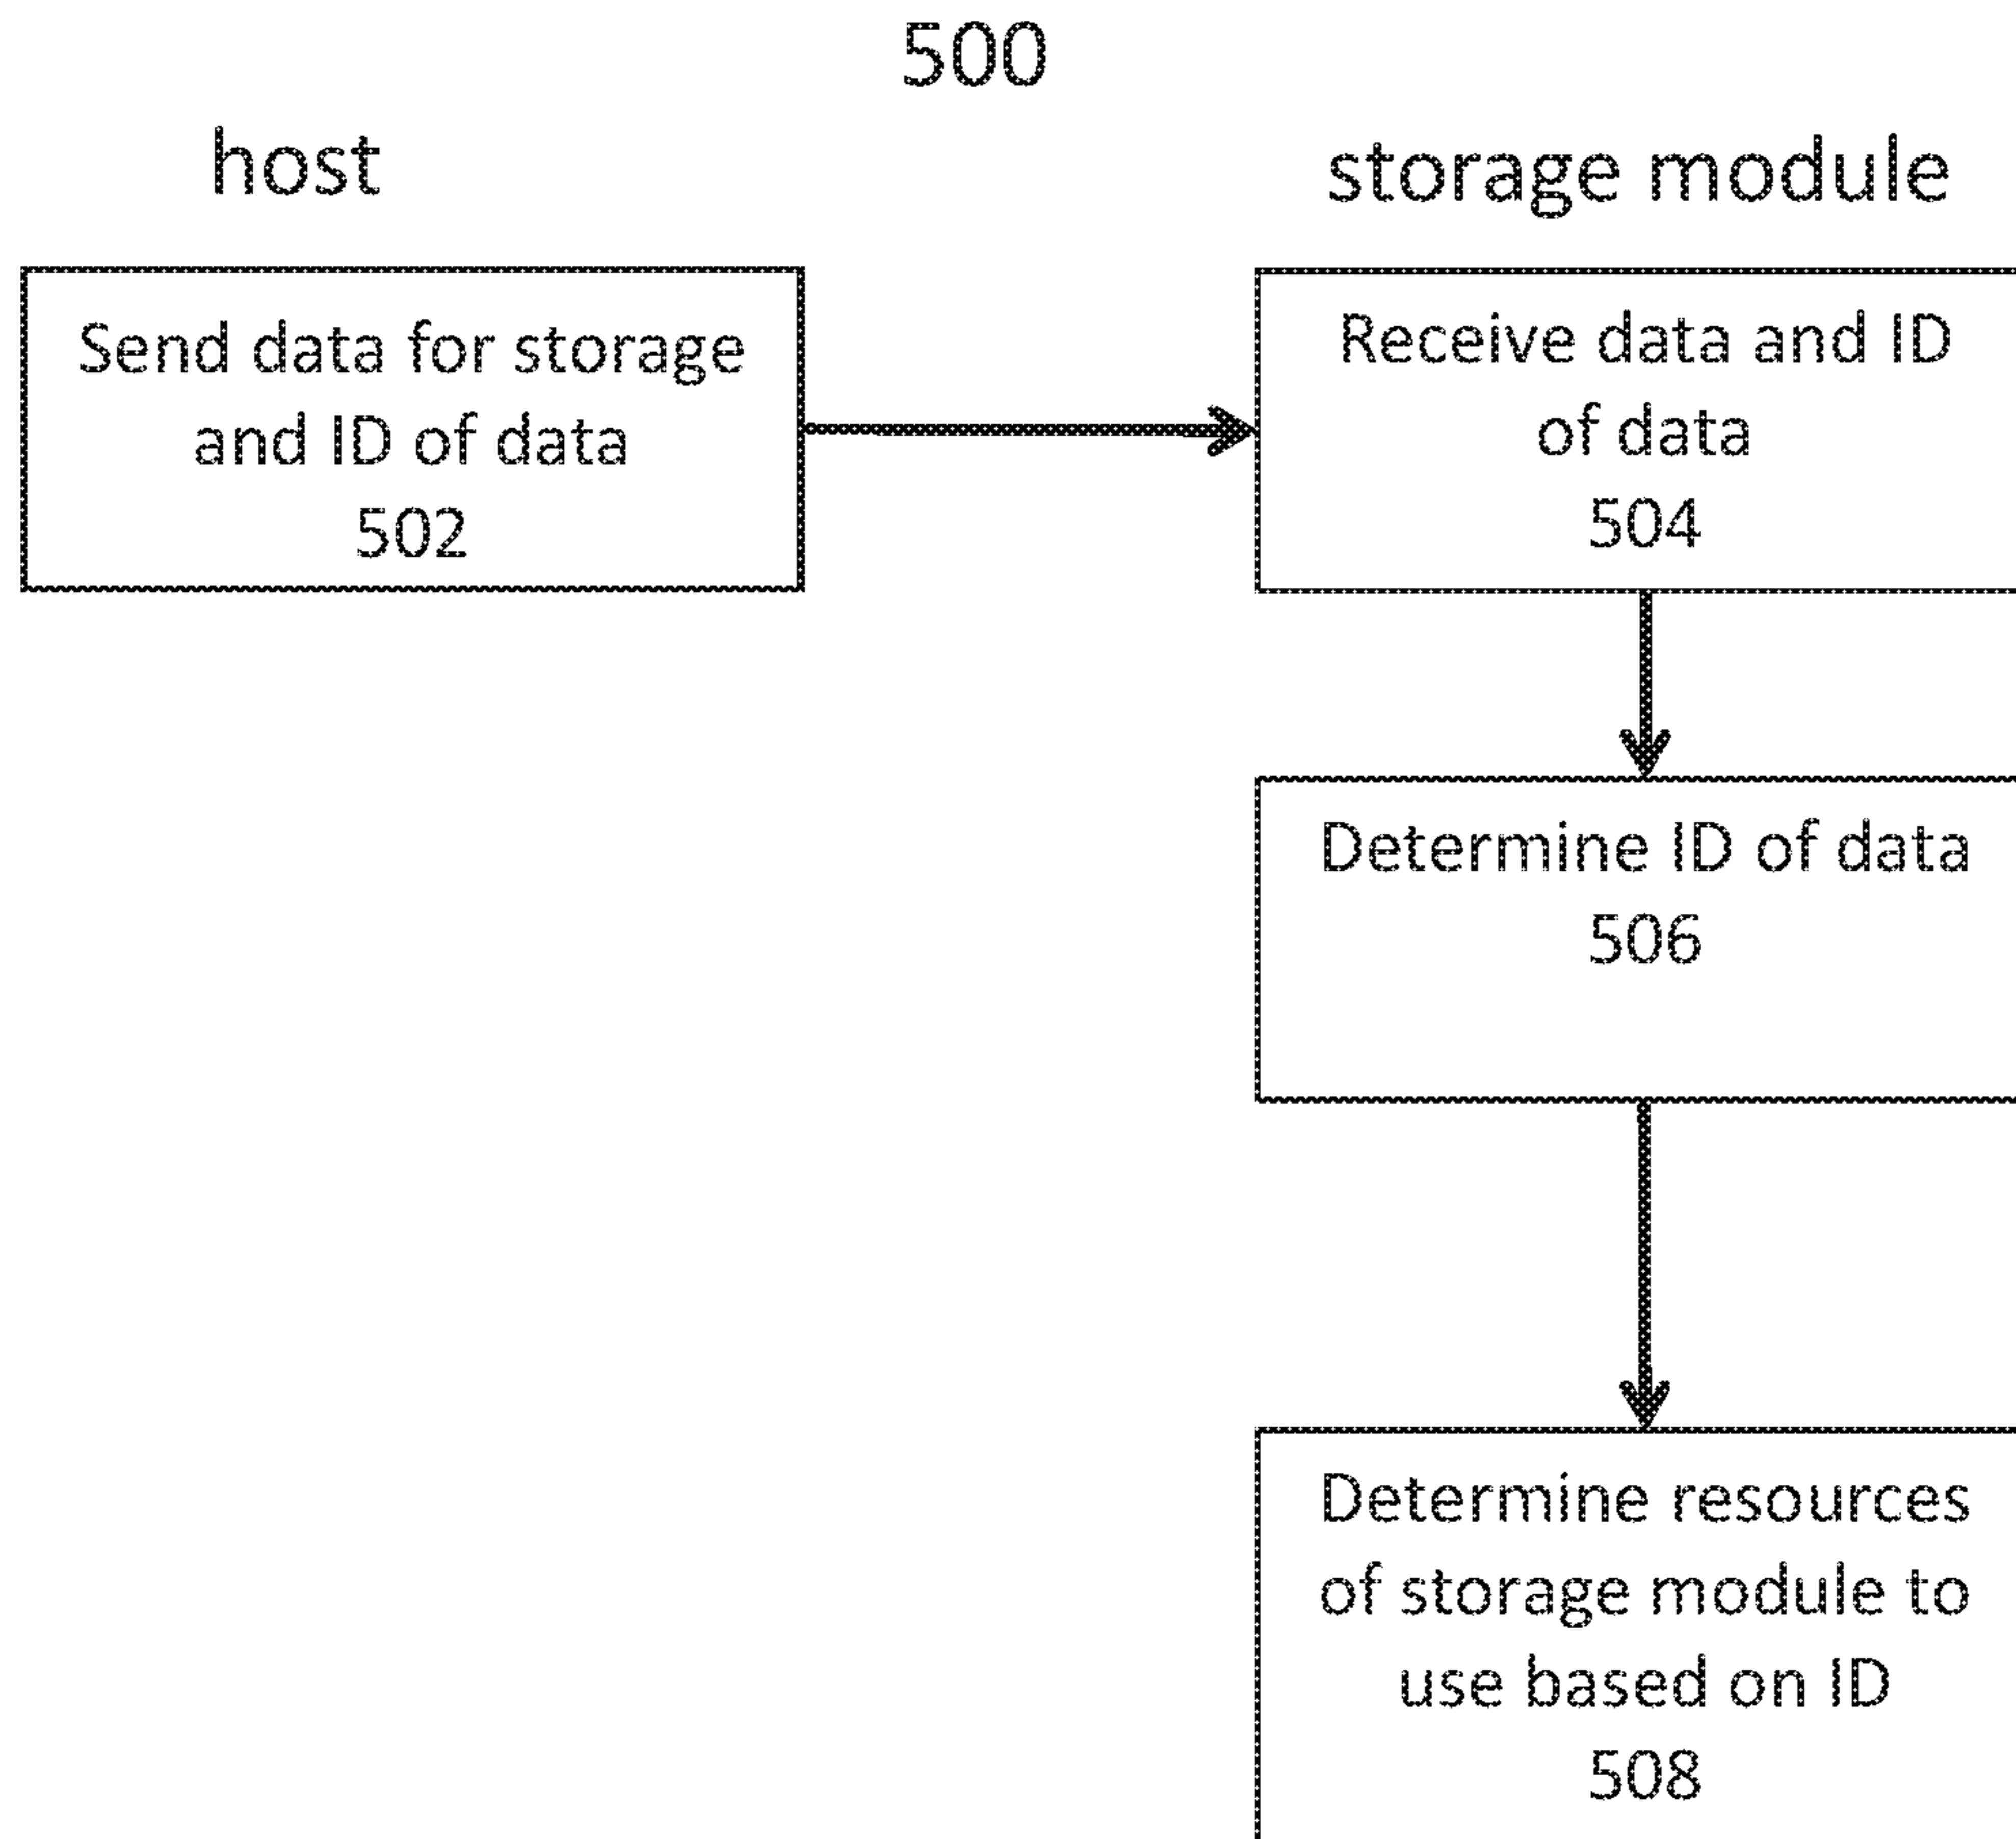 500
host
storage module
Send data for storage
and ID of data
502
Receive data and ID
of data
504
Determine ID of data
506
Determine resources
of storage module to
use based on ID
508